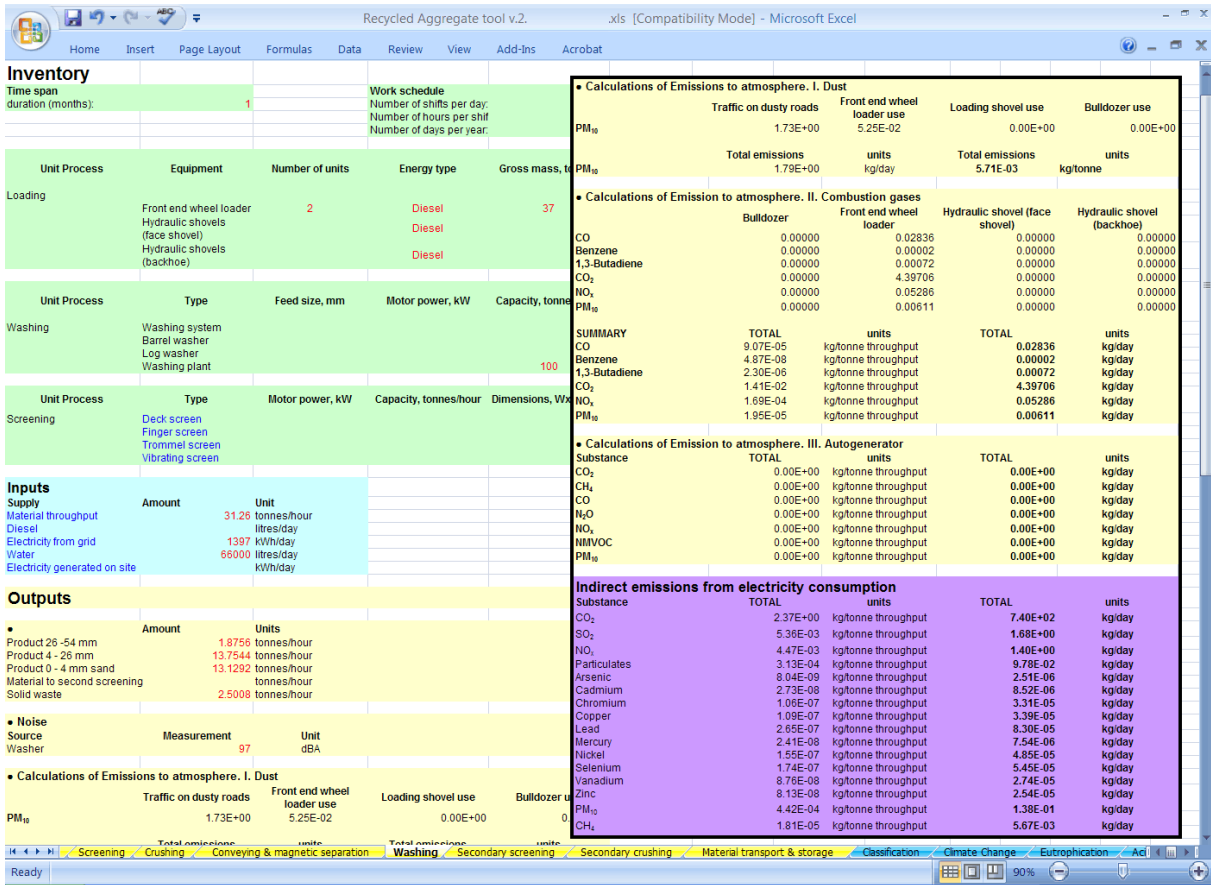 Recycled Aggregate tool v.2. .xls [Compatibility Mode] - Microsoft Excel
Home Insert Page Layout Formulas Data Review View Add-Ins Acrobat
Inventory
Time span
duration (months): 1
Work schedule
Number of shifts per day:
Number of hours per shif
Number of days per year:
Unit Process Equipment Number of units Energy type Gross mass, to
Loading
Front end wheel loader 2 Diesel 37
Hydraulic shovels
(face shovel) Diesel
Hydraulic shovels
(backhoe) Diesel
Unit Process Type Feed size, mm Motor power, kW Capacity, tonne
Washing Washing system
Barrel washer
Log washer
Washing plant 100
Unit Process Type Motor power, kW Capacity, tonnes/hour Dimensions, Wx
Screening Deck screen
Finger screen
Trommel screen
Vibrating screen
Inputs
Supply Amount Unit
Material throughput 31.26 tonnes/hour
Diesel litres/day
Electricity from grid 1397 kWh/day
Water 66000 litres/day
Electricity generated on site kWh/day
Outputs
• Amount Units
Product 26 -54 mm 1.8756 tonnes/hour
Product 4 - 26 mm 13.7544 tonnes/hour
Product 0 - 4 mm sand 13.1292 tonnes/hour
Material to second screening tonnes/hour
Solid waste 2.5008 tonnes/hour
• Noise
Source Measurement Unit
Washer 97 dBA
• Calculations of Emissions to atmosphere. I. Dust
Traffic on dusty roads Front end wheel loader use Loading shovel use Bulldozer u
PM₁₀ 1.73E+00 5.25E-02 0.00E+00 0.
Total emissions units Total emissions units
• Calculations of Emissions to atmosphere. I. Dust
Traffic on dusty roads Front end wheel loader use Loading shovel use Bulldozer use
PM₁₀ 1.73E+00 5.25E-02 0.00E+00 0.00E+00
Total emissions units Total emissions units
PM₁₀ 1.79E+00 kg/day 5.71E-03 kg/tonne
• Calculations of Emission to atmosphere. II. Combustion gases
Bulldozer Front end wheel loader Hydraulic shovel (face shovel) Hydraulic shovel (backhoe)
CO 0.00000 0.02836 0.00000 0.00000
Benzene 0.00000 0.00002 0.00000 0.00000
1,3-Butadiene 0.00000 0.00072 0.00000 0.00000
CO₂ 0.00000 4.39706 0.00000 0.00000
NOₓ 0.00000 0.05286 0.00000 0.00000
PM₁₀ 0.00000 0.00611 0.00000 0.00000
SUMMARY TOTAL units TOTAL units
CO 9.07E-05 kg/tonne throughput 0.02836 kg/day
Benzene 4.87E-08 kg/tonne throughput 0.00002 kg/day
1,3-Butadiene 2.30E-06 kg/tonne throughput 0.00072 kg/day
CO₂ 1.41E-02 kg/tonne throughput 4.39706 kg/day
NOₓ 1.69E-04 kg/tonne throughput 0.05286 kg/day
PM₁₀ 1.95E-05 kg/tonne throughput 0.00611 kg/day
• Calculations of Emission to atmosphere. III. Autogenerator
Substance TOTAL units TOTAL units
CO₂ 0.00E+00 kg/tonne throughput 0.00E+00 kg/day
CH₄ 0.00E+00 kg/tonne throughput 0.00E+00 kg/day
CO 0.00E+00 kg/tonne throughput 0.00E+00 kg/day
N₂O 0.00E+00 kg/tonne throughput 0.00E+00 kg/day
NOₓ 0.00E+00 kg/tonne throughput 0.00E+00 kg/day
NMVOC 0.00E+00 kg/tonne throughput 0.00E+00 kg/day
PM₁₀ 0.00E+00 kg/tonne throughput 0.00E+00 kg/day
Indirect emissions from electricity consumption
Substance TOTAL units TOTAL units
CO₂ 2.37E+00 kg/tonne throughput 7.40E+02 kg/day
SO₂ 5.36E-03 kg/tonne throughput 1.68E+00 kg/day
NOₓ 4.47E-03 kg/tonne throughput 1.40E+00 kg/day
Particulates 3.13E-04 kg/tonne throughput 9.78E-02 kg/day
Arsenic 8.04E-09 kg/tonne throughput 2.51E-06 kg/day
Cadmium 2.73E-08 kg/tonne throughput 8.52E-06 kg/day
Chromium 1.06E-07 kg/tonne throughput 3.31E-05 kg/day
Copper 1.09E-07 kg/tonne throughput 3.39E-05 kg/day
Lead 2.65E-07 kg/tonne throughput 8.30E-05 kg/day
Mercury 2.41E-08 kg/tonne throughput 7.54E-06 kg/day
Nickel 1.55E-07 kg/tonne throughput 4.85E-05 kg/day
Selenium 1.74E-07 kg/tonne throughput 5.45E-05 kg/day
Vanadium 8.76E-08 kg/tonne throughput 2.74E-05 kg/day
Zinc 8.13E-08 kg/tonne throughput 2.54E-05 kg/day
PM₁₀ 4.42E-04 kg/tonne throughput 1.38E-01 kg/day
CH₄ 1.81E-05 kg/tonne throughput 5.67E-03 kg/day
Screening Crushing Conveying & magnetic separation Washing Secondary screening Secondary crushing Material transport & storage Classification Climate Change Eutrophication Aci
Ready 90%